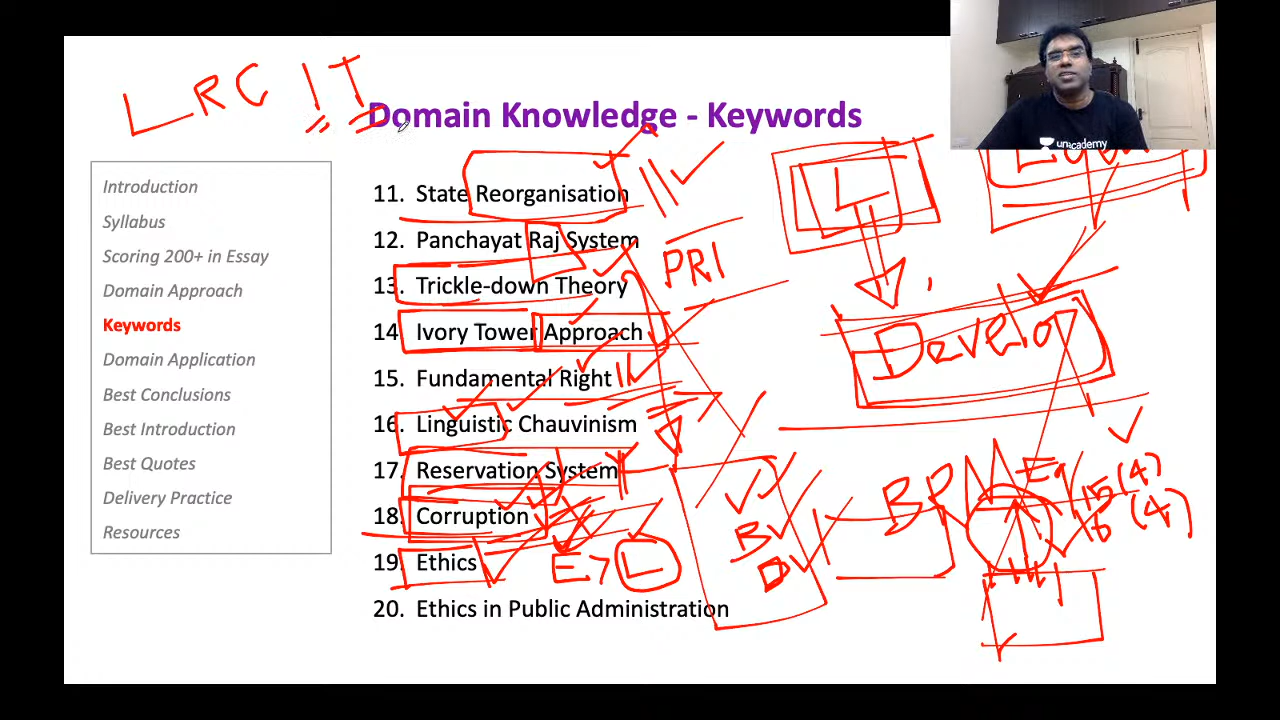 LRC IT
Domain Knowledge - Keywords
unacademy
Introduction
Syllabus
Scoring 200+ in Essay
Domain Approach
Keywords
Domain Application
Best Conclusions
Best Introduction
Best Quotes
Delivery Practice
Resources
11. State Reorganisation
12. Panchayat Raj System
13. Trickle-down Theory
14. Ivory Tower Approach
15. Fundamental Right
16. Linguistic Chauvinism
17. Reservation System
18. Corruption
19. Ethics
20. Ethics in Public Administration
PRI
L
Develop
E > L
B
D
BPM
Eq
15 (4)
16 (4)